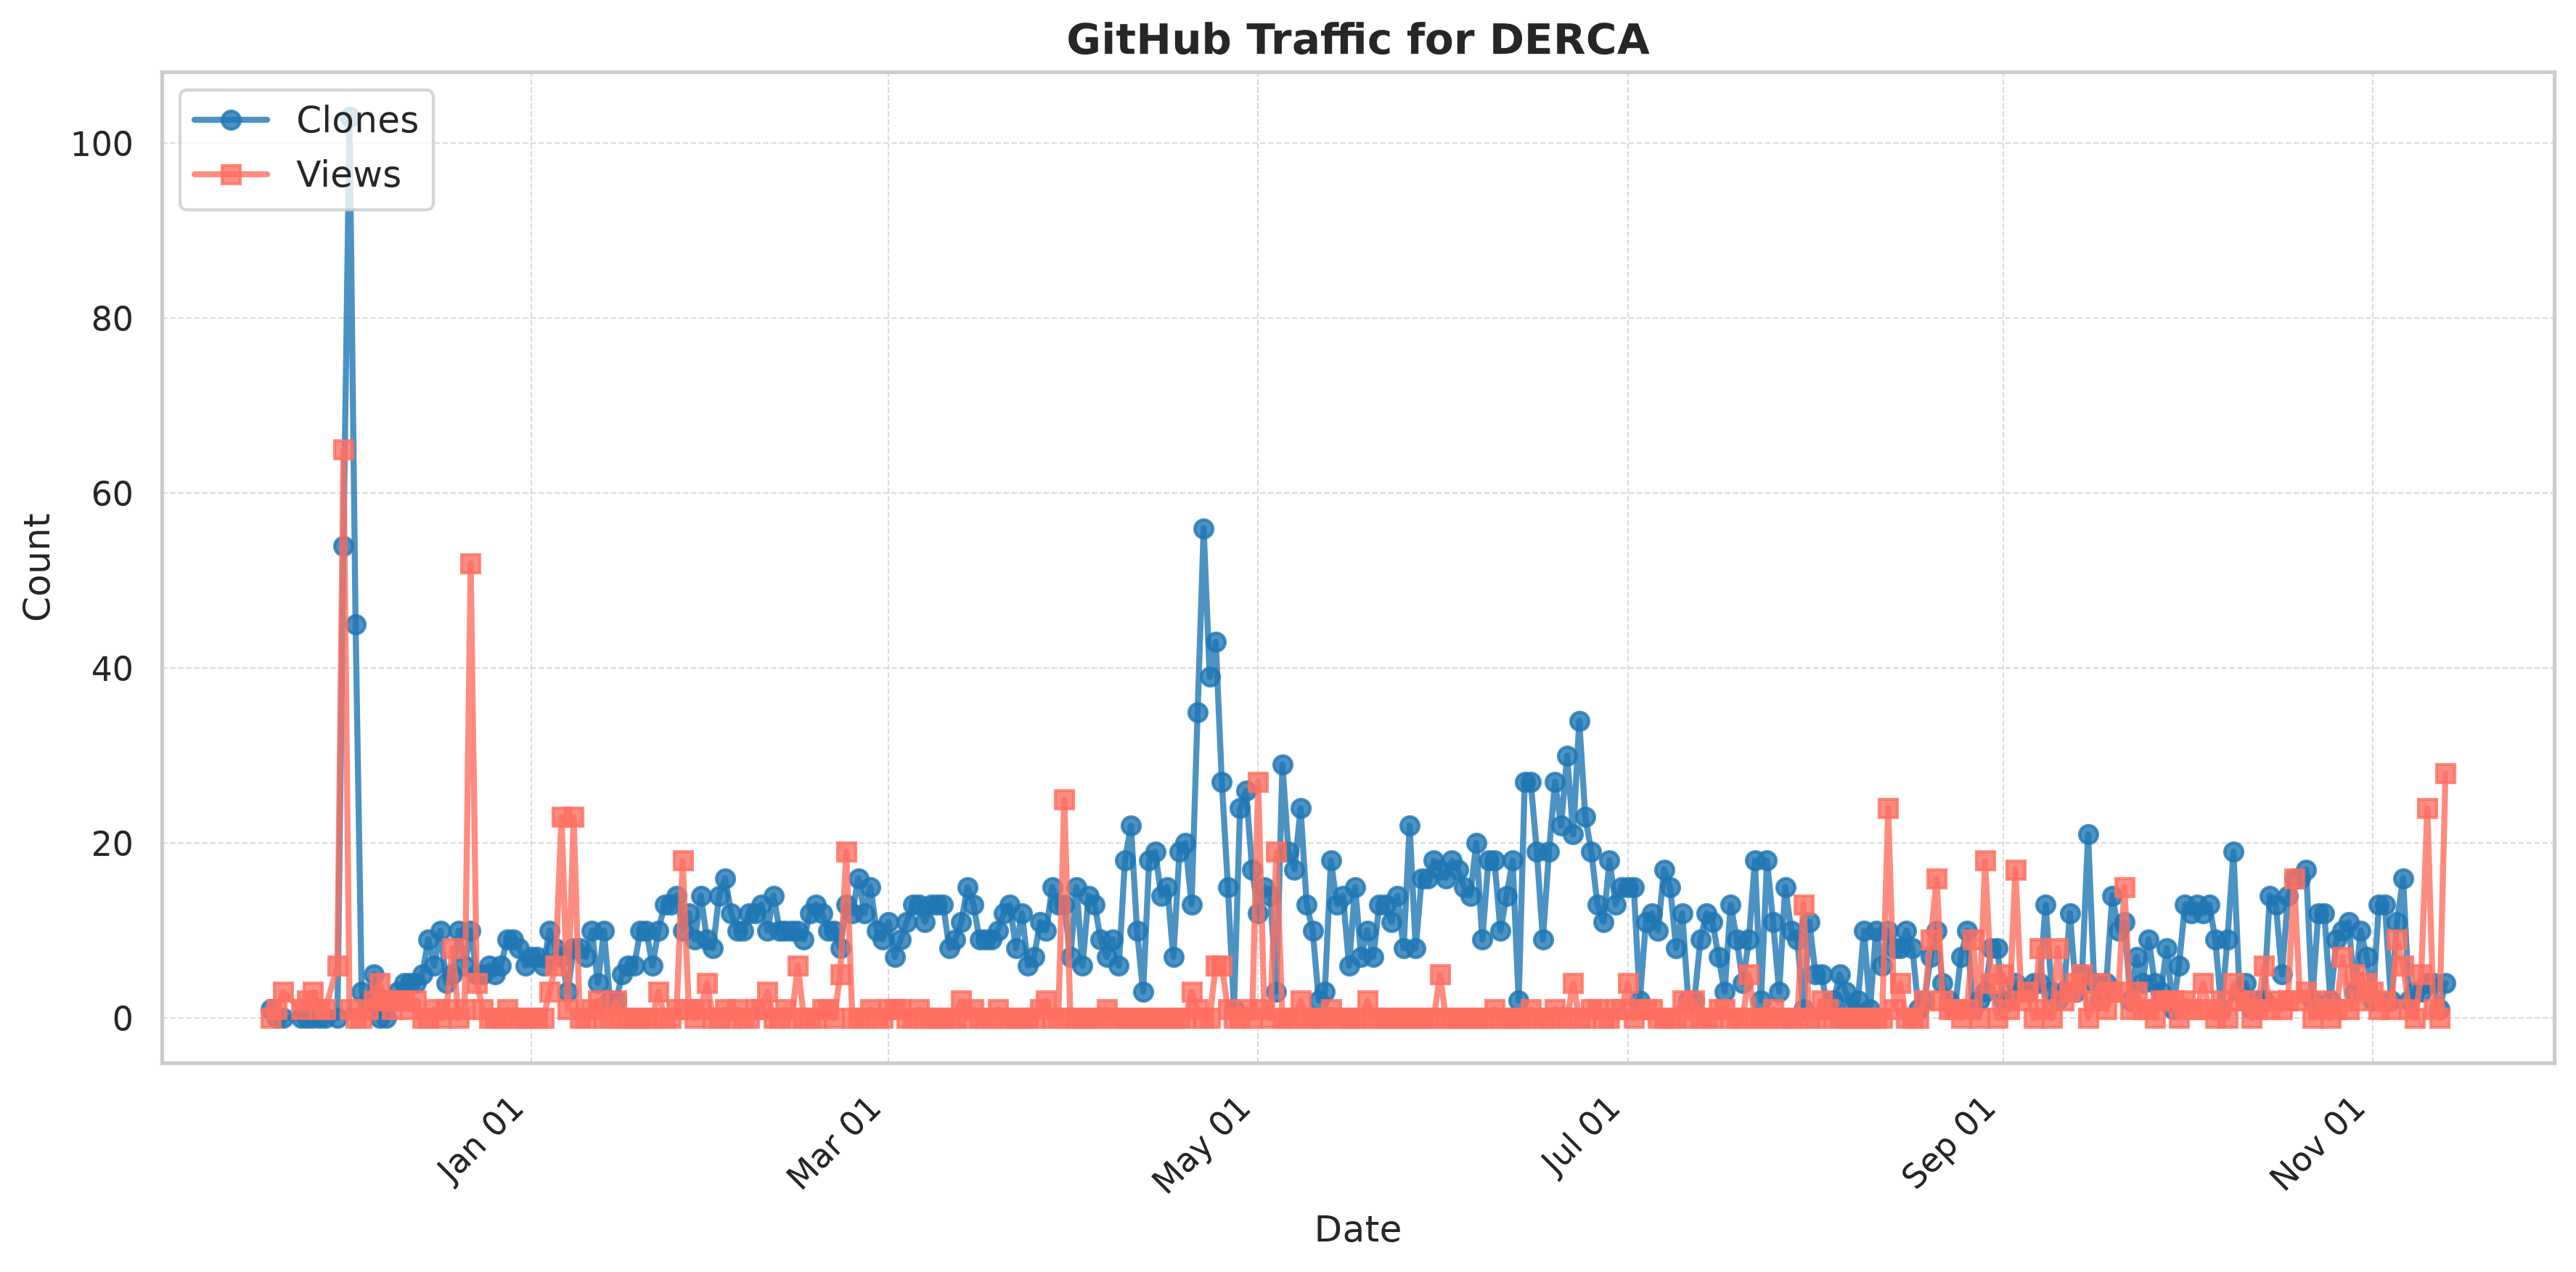 GitHub Traffic for DERCA
Clones
Views
100
80
60
40
20
0
Count
Jan 01
Mar 01
May 01
Jul 01
Sep 01
Nov 01
Date